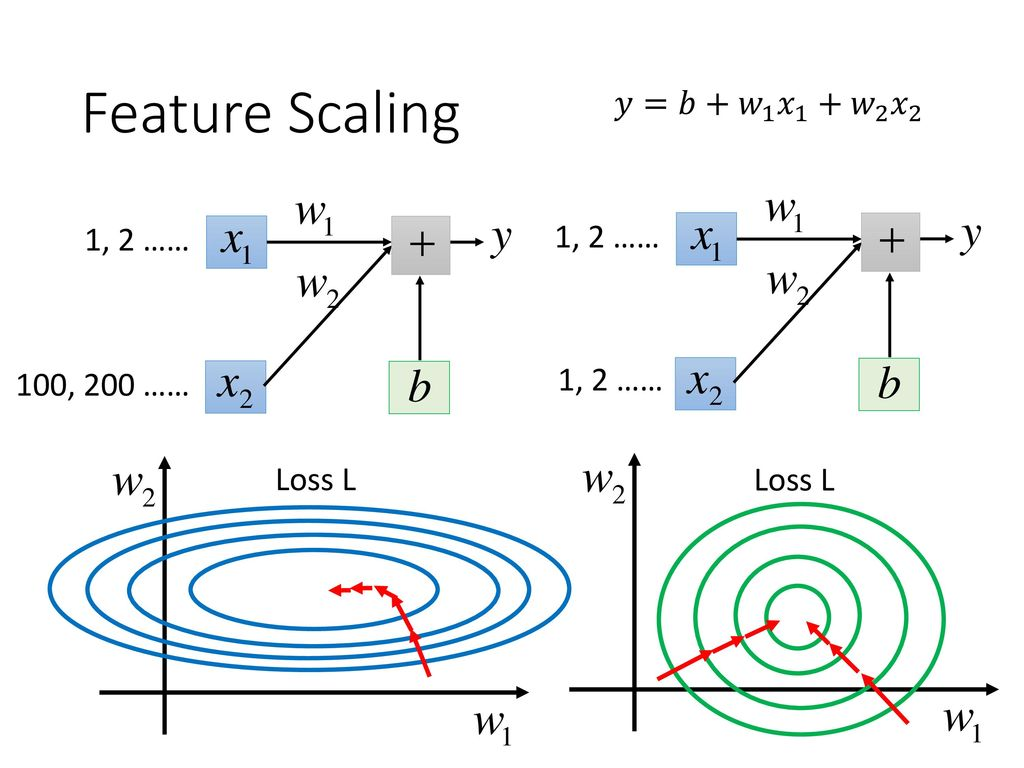 Feature Scaling
𝑦 = 𝑏 + 𝑤₁𝑥₁ + 𝑤₂𝑥₂
1, 2 ……
x₁
w₁
w₂
+
y
100, 200 ……
x₂
b
1, 2 ……
x₁
w₁
w₂
+
y
1, 2 ……
x₂
b
w₂
Loss L
w₁
w₂
Loss L
w₁